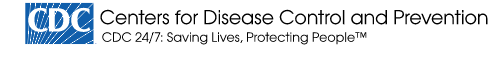 CDC Centers for Disease Control and Prevention
CDC 24/7: Saving Lives, Protecting People™